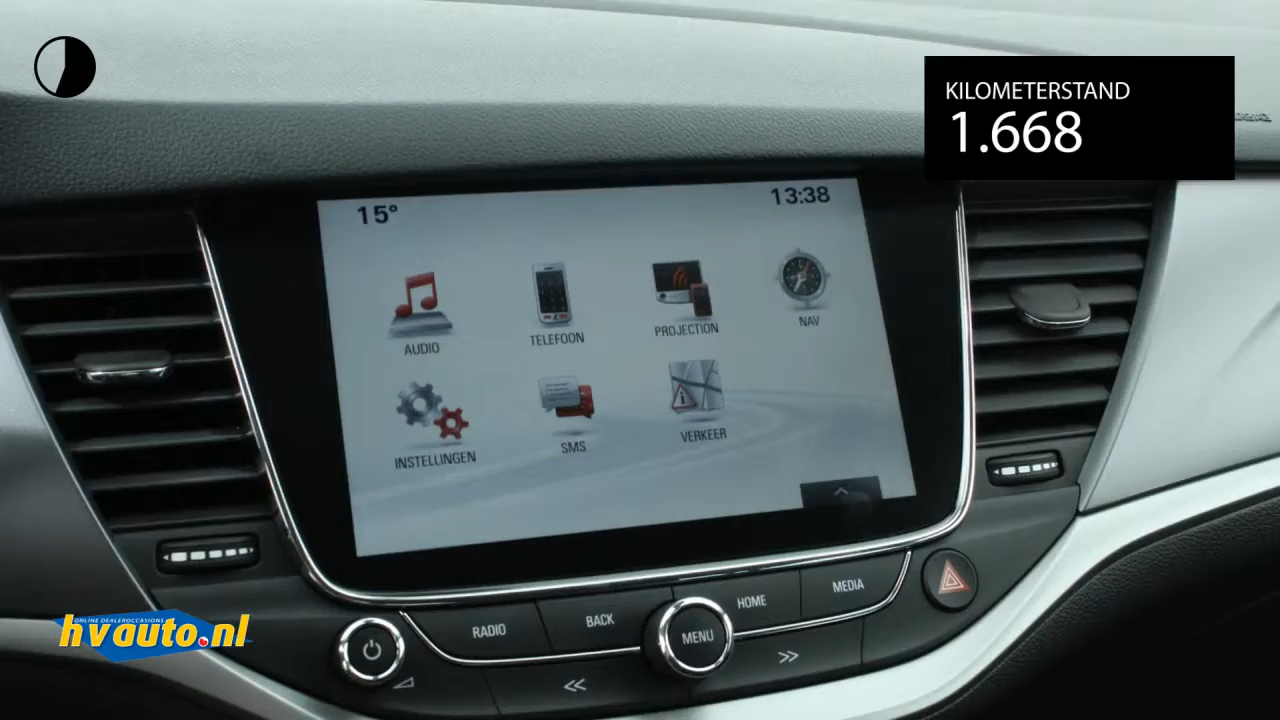 KILOMETERSTAND
1.668
15°
13:38
AUDIO
TELEFOON
PROJECTION
NAV
INSTELLINGEN
SMS
VERKEER
RADIO
BACK
MENU
HOME
MEDIA
ONLINE DEALEROCCASIONS
hvauto.nl